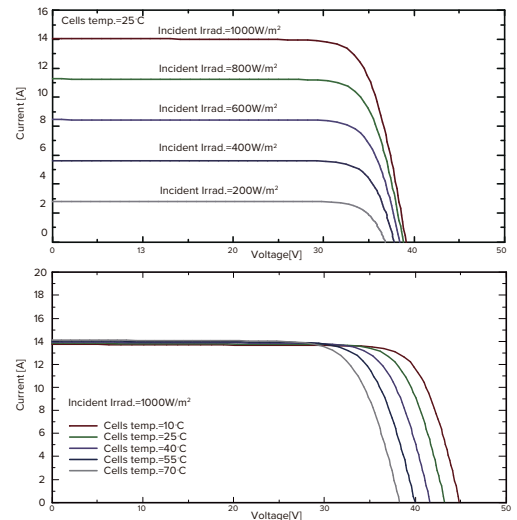 16
Cells temp.=25°C
Incident Irrad.=1000W/m²
14
12
Incident Irrad.=800W/m²
10
Incident Irrad.=600W/m²
8
Current [A]
6
Incident Irrad.=400W/m²
4
Incident Irrad.=200W/m²
2
0
0 13 20 30 40 50
Voltage[V]
20
18
16
14
12
10
Current [A]
8
6
4
2
0
Incident Irrad.=1000W/m²
Cells temp.=10°C
Cells temp.=25°C
Cells temp.=40°C
Cells temp.=55°C
Cells temp.=70°C
0 10 20 30 40 50
Voltage[V]